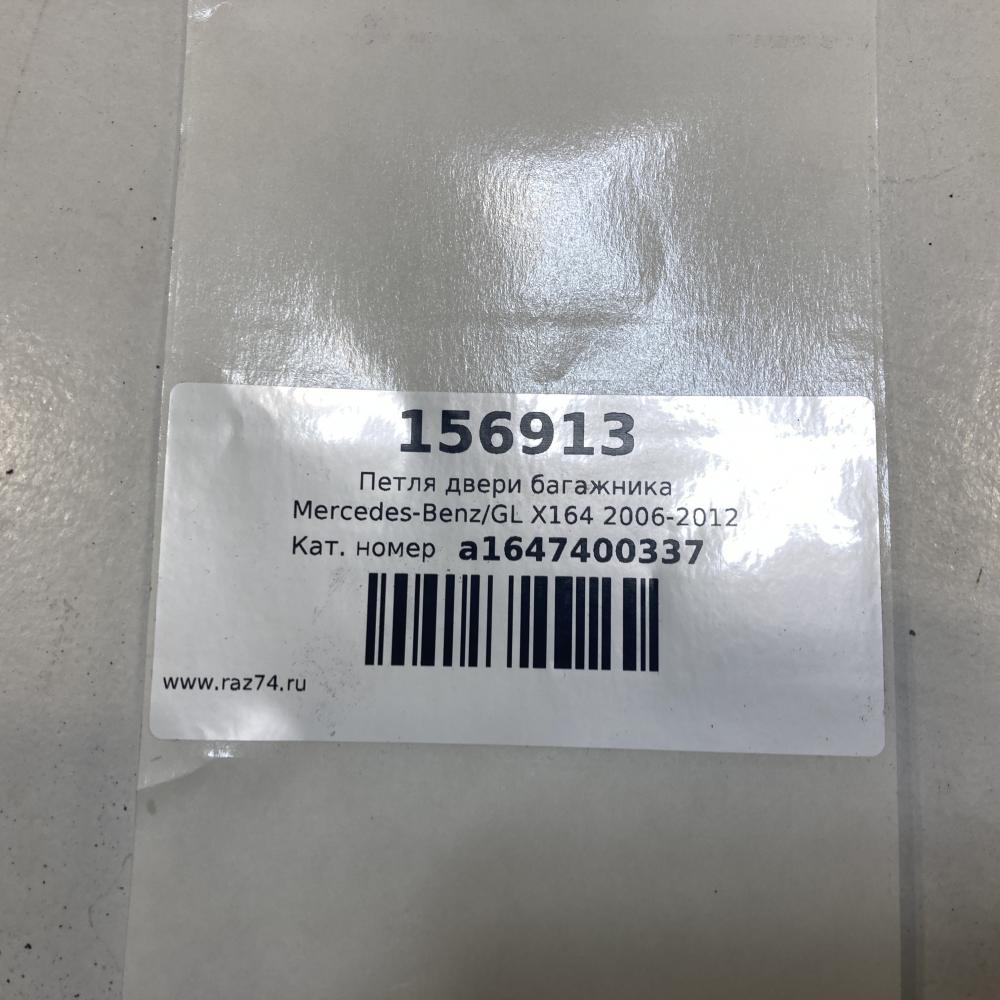 156913
Петля двери багажника
Mercedes-Benz/GL X164 2006-2012
Кат. номер a1647400337
www.raz74.ru